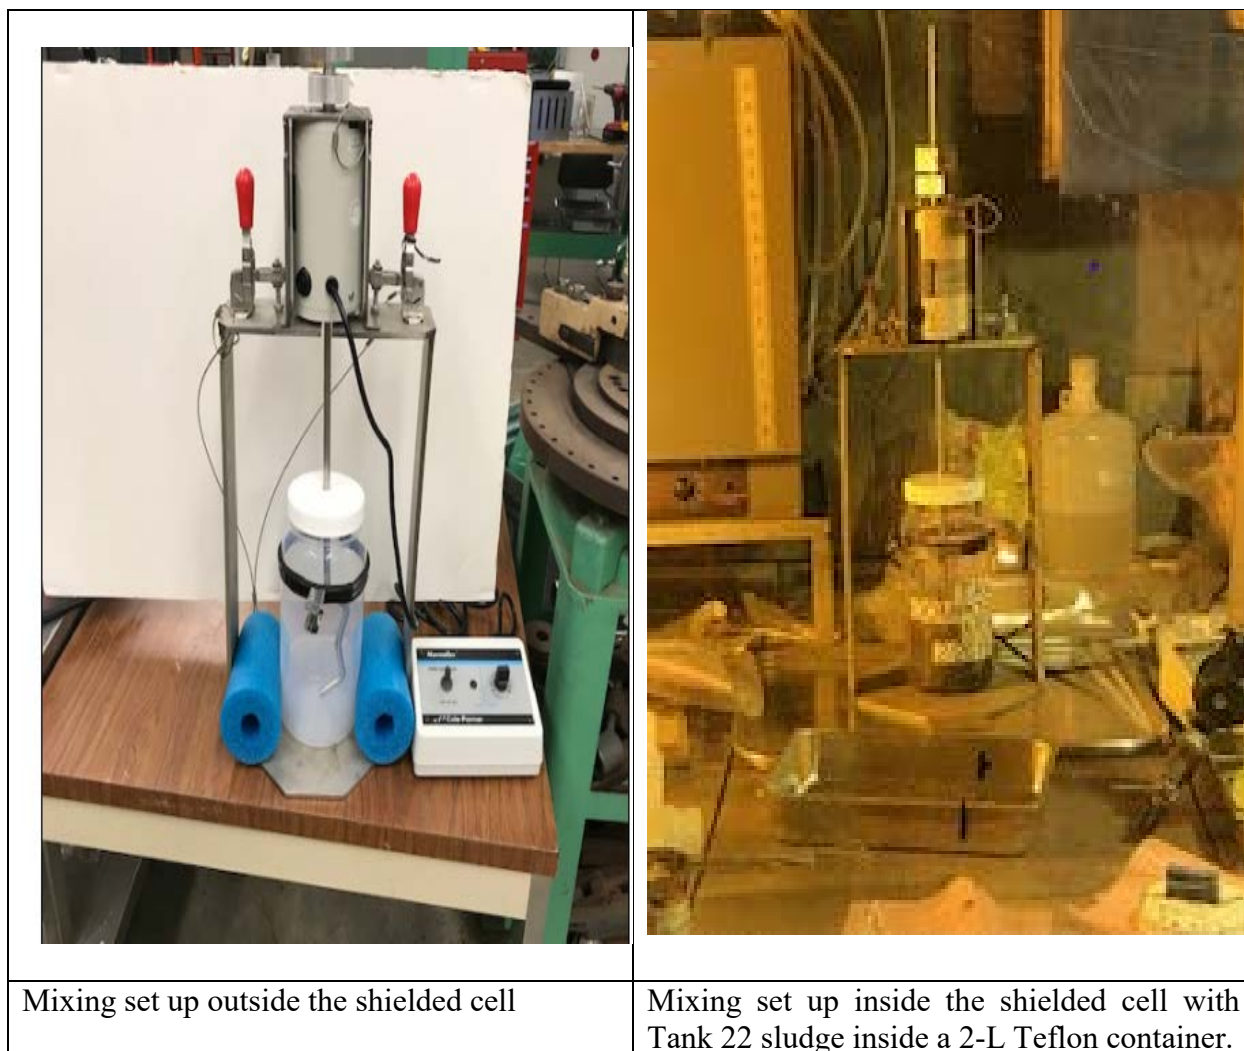 Cole-Parmer
Mixing set up outside the shielded cell
Mixing set up inside the shielded cell with
Tank 22 sludge inside a 2-L Teflon container.